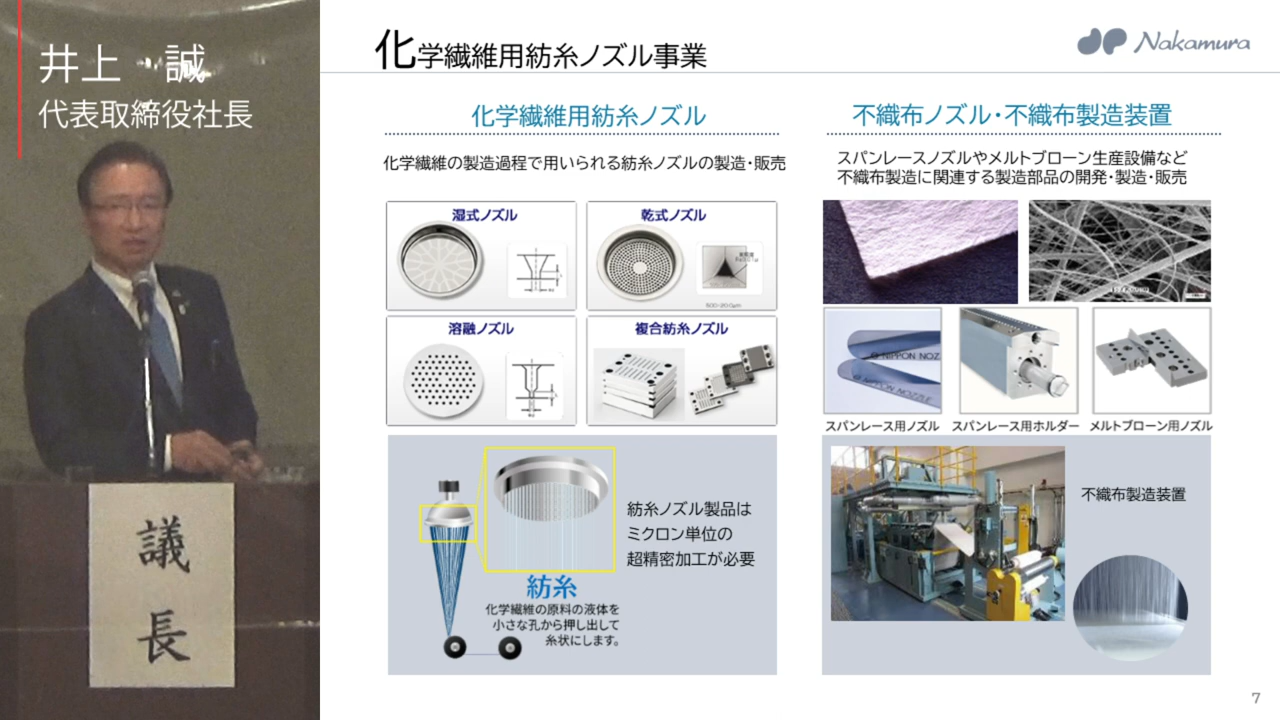 井上 誠
代表取締役社長
議
長
化学繊維用紡糸ノズル事業
Nakamura
化学繊維用紡糸ノズル
化学繊維の製造過程で用いられる紡糸ノズルの製造・販売
湿式ノズル
乾式ノズル
溶融ノズル
複合紡糸ノズル
紡糸ノズル製品は
ミクロン単位の
超精密加工が必要
紡糸
化学繊維の原料の液体を
小さな孔から押し出して
糸状にします。
不織布ノズル・不織布製造装置
スパンレースノズルやメルトブローン生産設備など
不織布製造に関連する製造部品の開発・製造・販売
NIPPON NOZ
NIPPON NOZZLE
スパンレース用ノズル
スパンレース用ホルダー
メルトブローン用ノズル
不織布製造装置
7